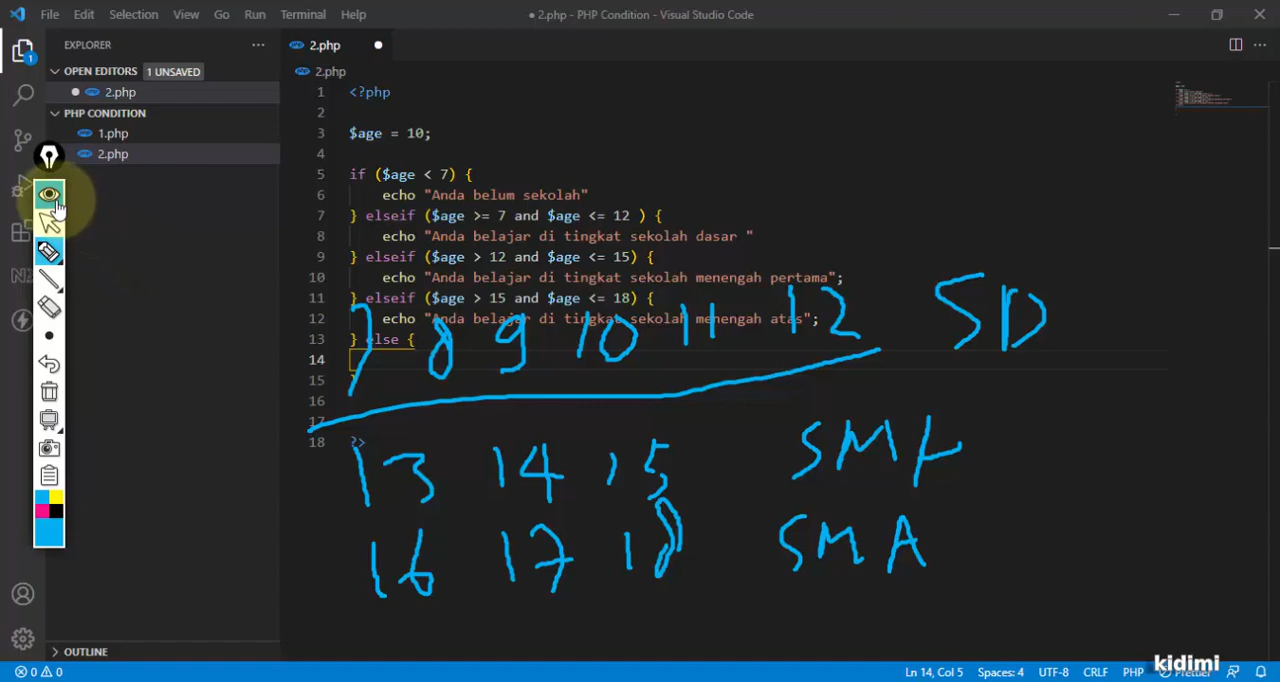 File Edit Selection View Go Run Terminal Help ● 2.php - PHP Condition - Visual Studio Code
EXPLORER ··· 2.php ●
OPEN EDITORS 1 UNSAVED 2.php
● 2.php
PHP CONDITION
1.php
2.php
1 <?php
2
3 $age = 10;
4
5 if ($age < 7) {
6 echo "Anda belum sekolah"
7 } elseif ($age >= 7 and $age <= 12 ) {
8 echo "Anda belajar di tingkat sekolah dasar "
9 } elseif ($age > 12 and $age <= 15) {
10 echo "Anda belajar di tingkat sekolah menengah pertama";
11 } elseif ($age > 15 and $age <= 18) {
12 echo "Anda belajar di tingkat sekolah menengah atas";
13 } else {
14
15
16
17
18 ?>
7 8 9 10 11 12 SD
13 14 15
16 17 18 SMA
OUTLINE
0 0 Ln 14, Col 5 Spaces: 4 UTF-8 CRLF PHP Prettier
kidimi
1